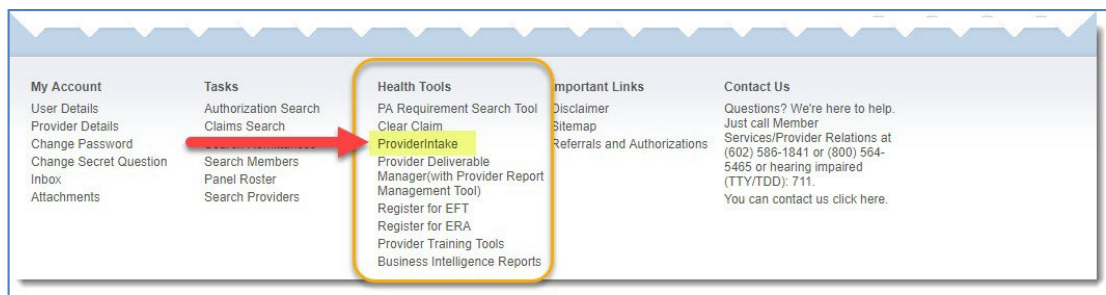 My Account
User Details
Provider Details
Change Password
Change Secret Question
Inbox
Attachments
Tasks
Authorization Search
Claims Search
Search Members
Panel Roster
Search Providers
Health Tools
PA Requirement Search Tool
Clear Claim
ProviderIntake
Provider Deliverable
Manager(with Provider Report
Management Tool)
Register for EFT
Register for ERA
Provider Training Tools
Business Intelligence Reports
mportant Links
Disclaimer
Sitemap
Referrals and Authorizations
Contact Us
Questions? We're here to help.
Just call Member
Services/Provider Relations at
(602) 586-1841 or (800) 564-
5465 or hearing impaired
(TTY/TDD): 711.
You can contact us click here.